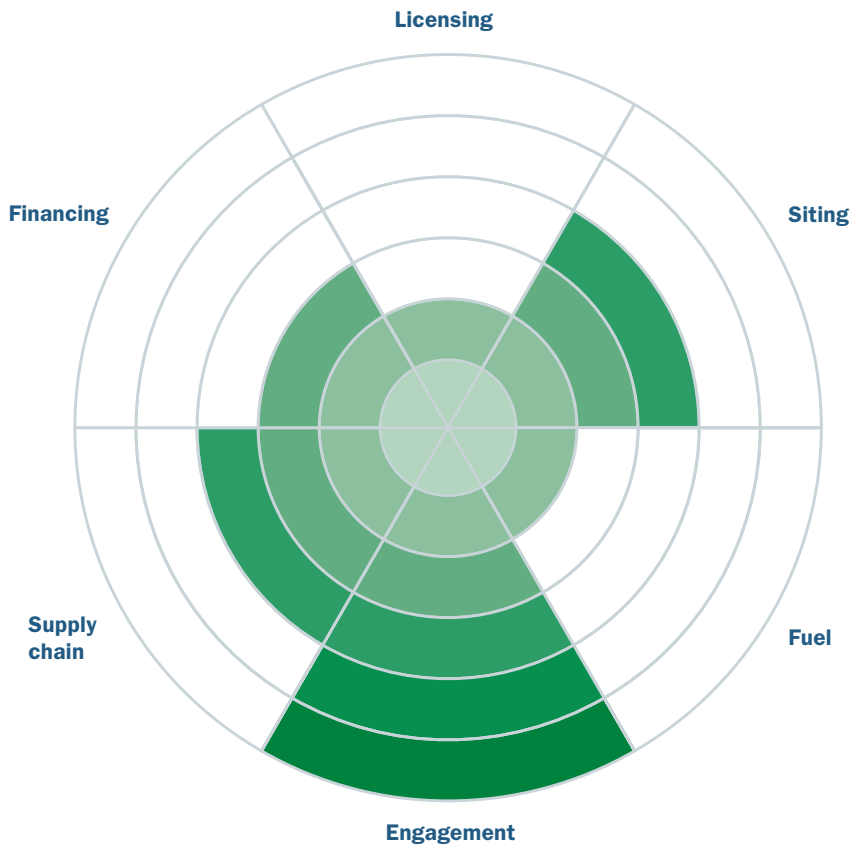 Licensing
Financing
Siting
Supply
chain
Fuel
Engagement